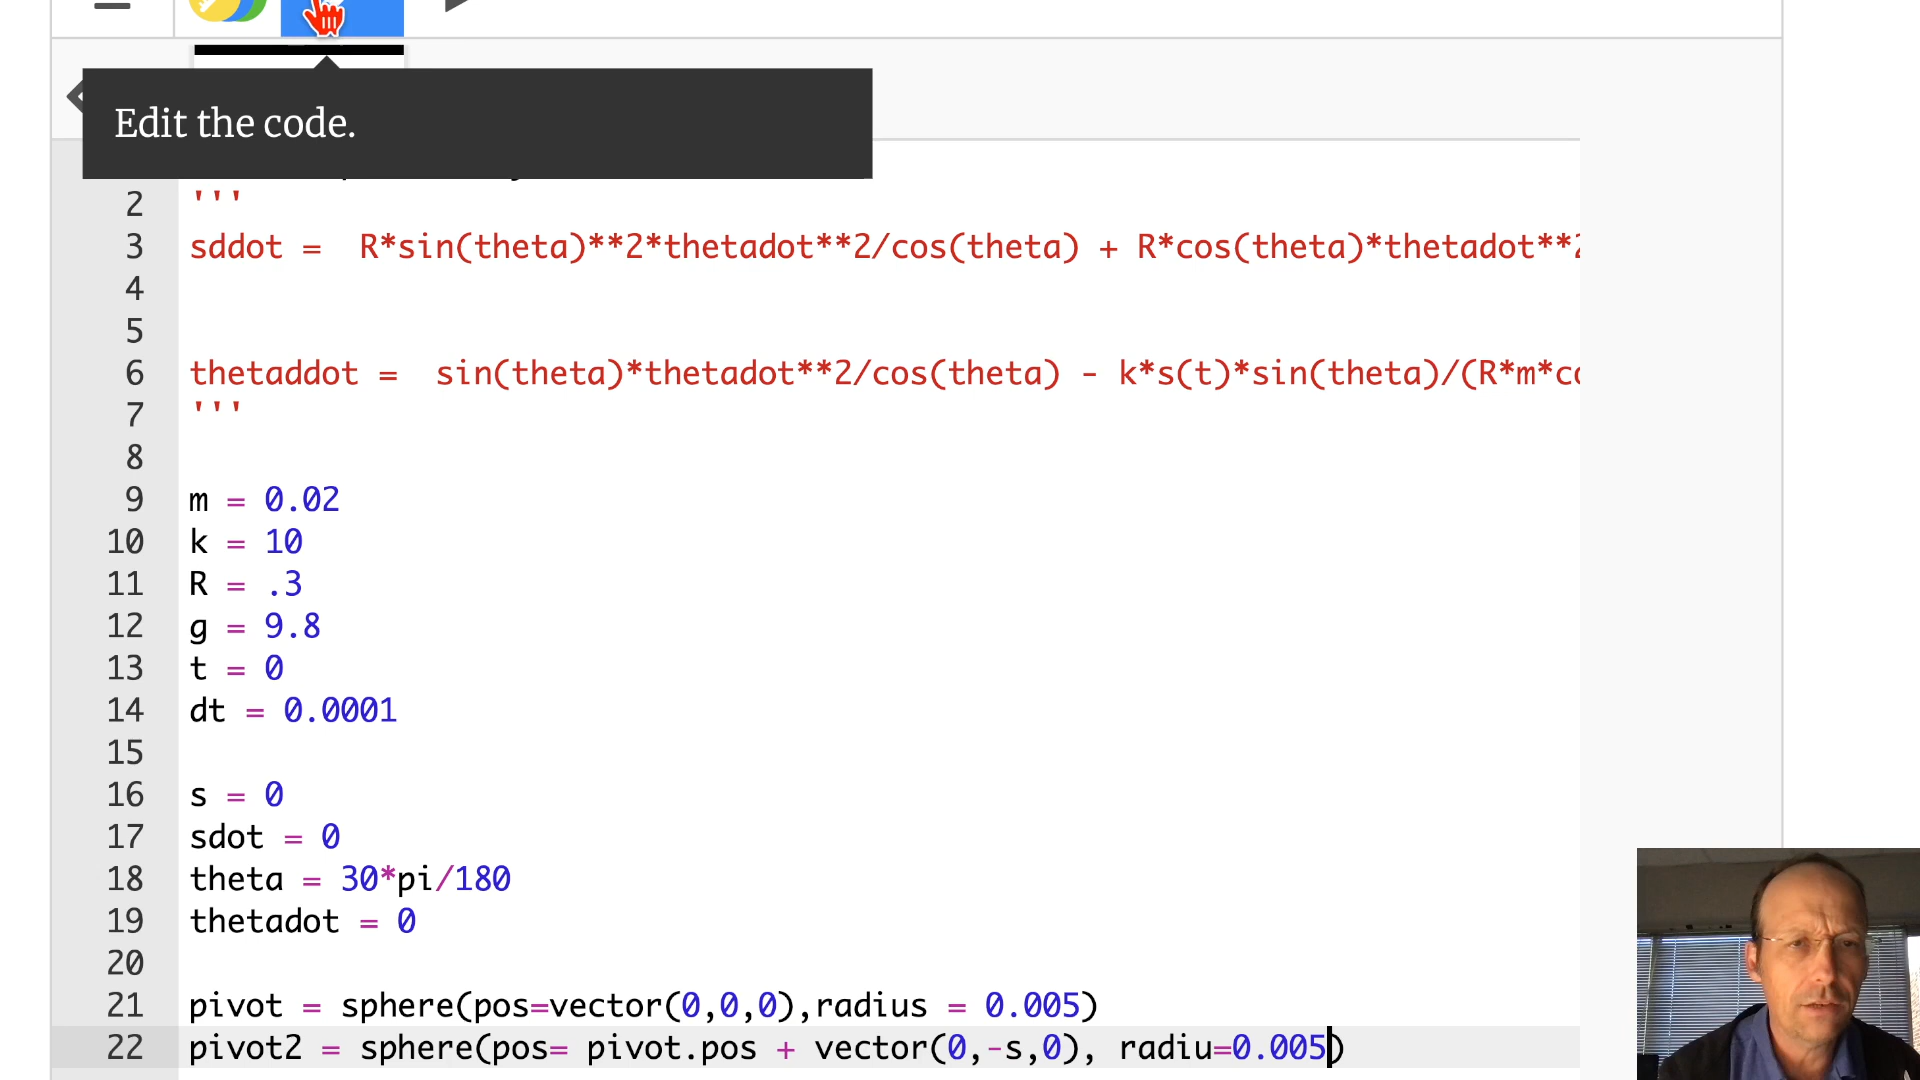 Edit the code.
2 '''
3 sddot =  R*sin(theta)**2*thetadot**2/cos(theta) + R*cos(theta)*thetadot**2
4
5
6 thetaddot =  sin(theta)*thetadot**2/cos(theta) - k*s(t)*sin(theta)/(R*m*co
7 '''
8
9 m = 0.02
10 k = 10
11 R = .3
12 g = 9.8
13 t = 0
14 dt = 0.0001
15
16 s = 0
17 sdot = 0
18 theta = 30*pi/180
19 thetadot = 0
20
21 pivot = sphere(pos=vector(0,0,0),radius = 0.005)
22 pivot2 = sphere(pos= pivot.pos + vector(0,-s,0), radiu=0.005)